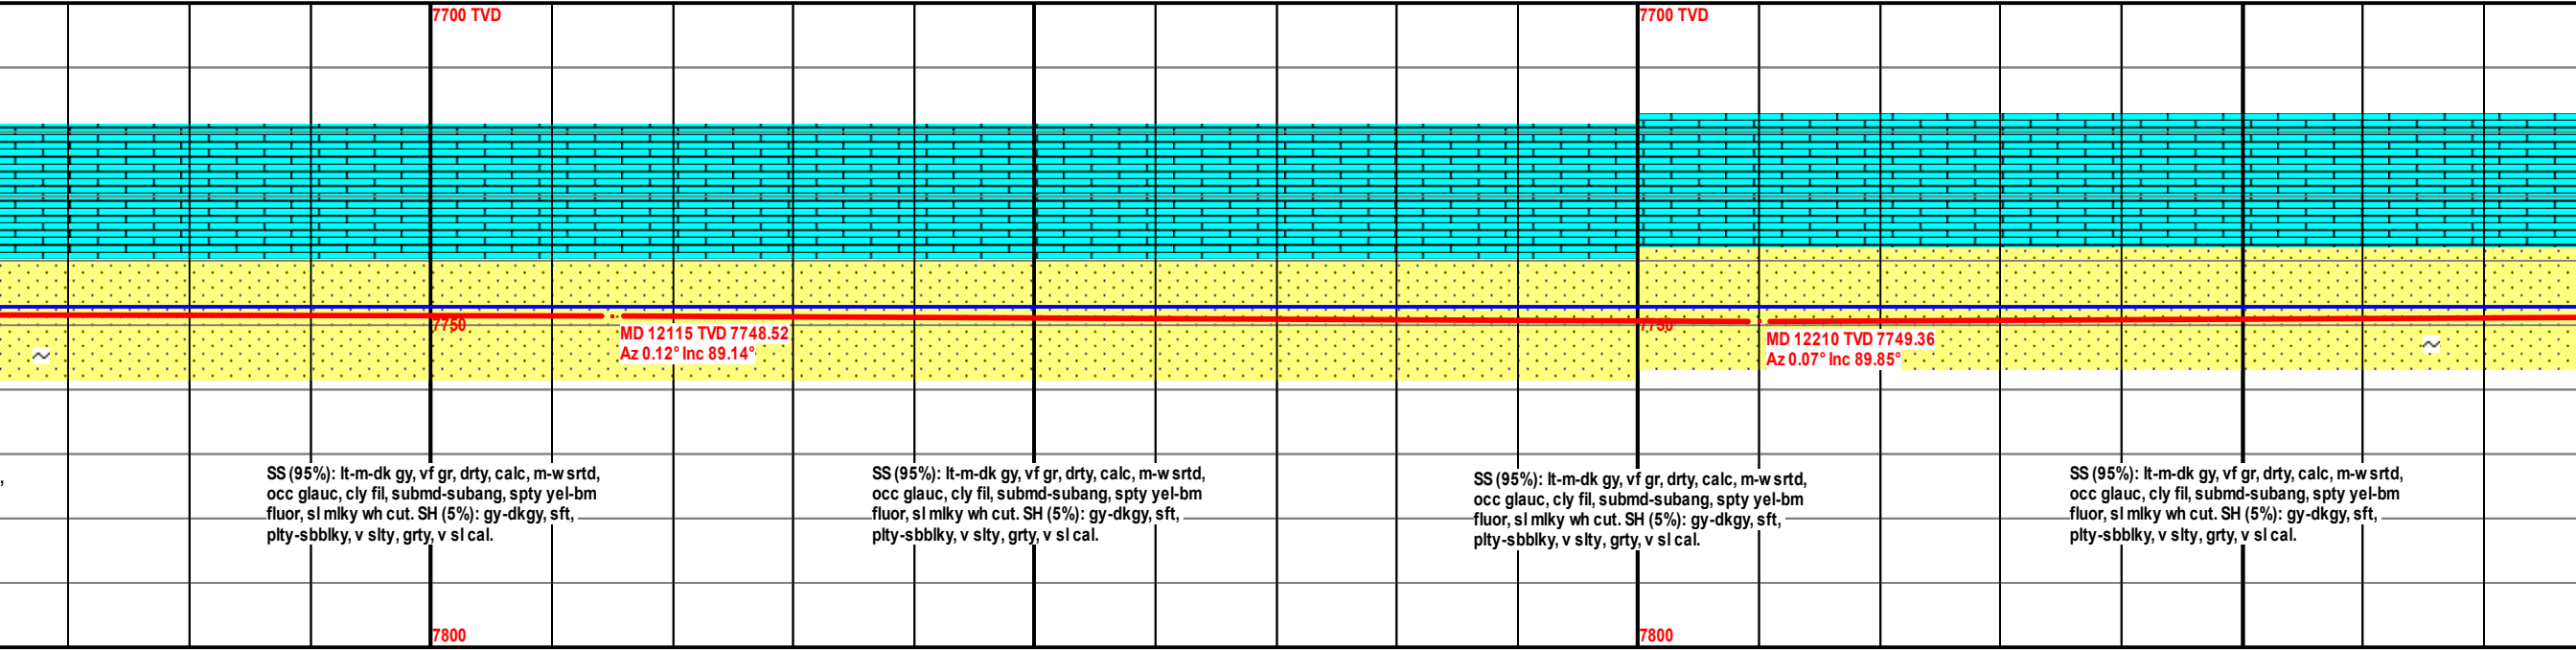 7700 TVD
7700 TVD
7750
MD 12115 TVD 7748.52
Az 0.12° Inc 89.14°
7750
MD 12210 TVD 7749.36
Az 0.07° Inc 89.85°
,
SS (95%): lt-m-dk gy, vf gr, drty, calc, m-w srtd,
occ glauc, cly fil, submd-subang, spty yel-bm
fluor, sl mlky wh cut. SH (5%): gy-dkgy, sft,
plty-sbblky, v slty, grty, v sl cal.
SS (95%): lt-m-dk gy, vf gr, drty, calc, m-w srtd,
occ glauc, cly fil, submd-subang, spty yel-bm
fluor, sl mlky wh cut. SH (5%): gy-dkgy, sft,
plty-sbblky, v slty, grty, v sl cal.
SS (95%): lt-m-dk gy, vf gr, drty, calc, m-w srtd,
occ glauc, cly fil, submd-subang, spty yel-bm
fluor, sl mlky wh cut. SH (5%): gy-dkgy, sft,
plty-sbblky, v slty, grty, v sl cal.
SS (95%): lt-m-dk gy, vf gr, drty, calc, m-w srtd,
occ glauc, cly fil, submd-subang, spty yel-bm
fluor, sl mlky wh cut. SH (5%): gy-dkgy, sft,
plty-sbblky, v slty, grty, v sl cal.
7800
7800